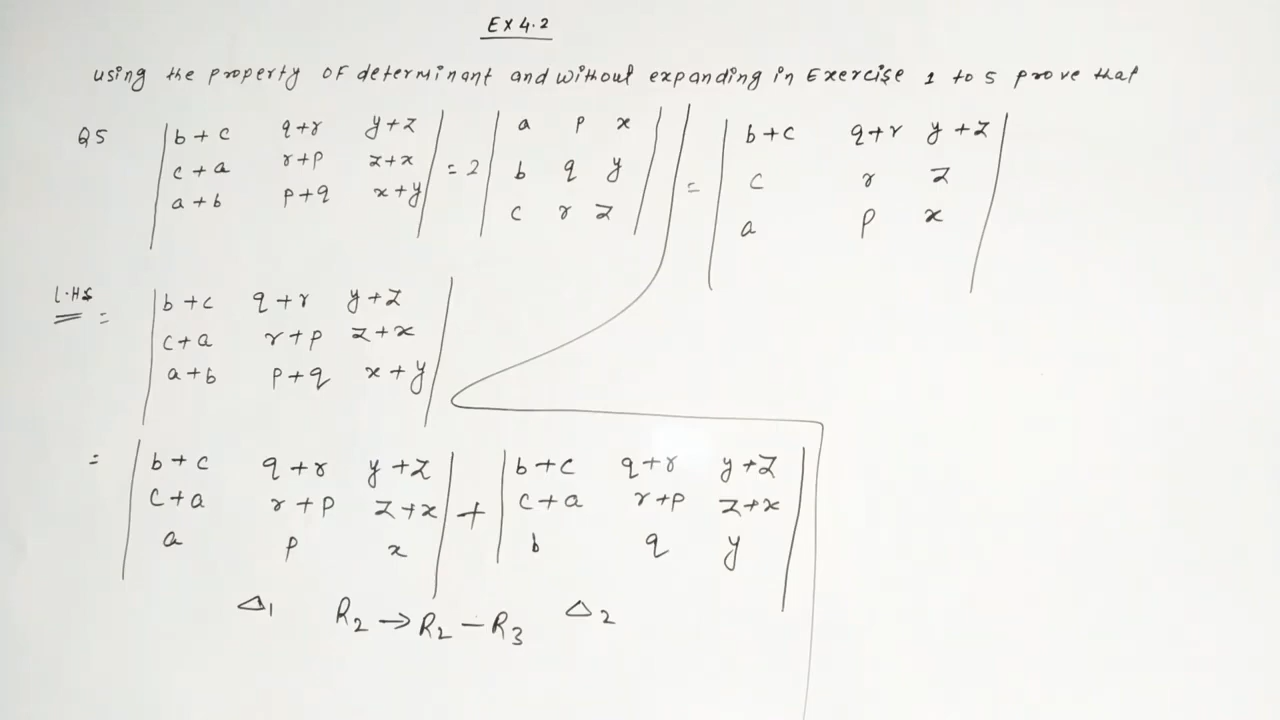 Ex 4.2
using the property of determinant and without expanding in Exercise 1 to 5 prove that
Q5 | b+c q+r y+z | = 2 | a p x | = | b+c q+r y+z |
| c+a r+p z+x | | b q y | | c r z |
| a+b p+q x+y | | c r z | | a p x |
L.H.S = | b+c q+r y+z |
| c+a r+p z+x |
| a+b p+q x+y |
= | b+c q+r y+z | + | b+c q+r y+z |
| c+a r+p z+x | | c+a r+p z+x |
| a p x | | b q y |
Δ1 R2 → R2 − R3 Δ2